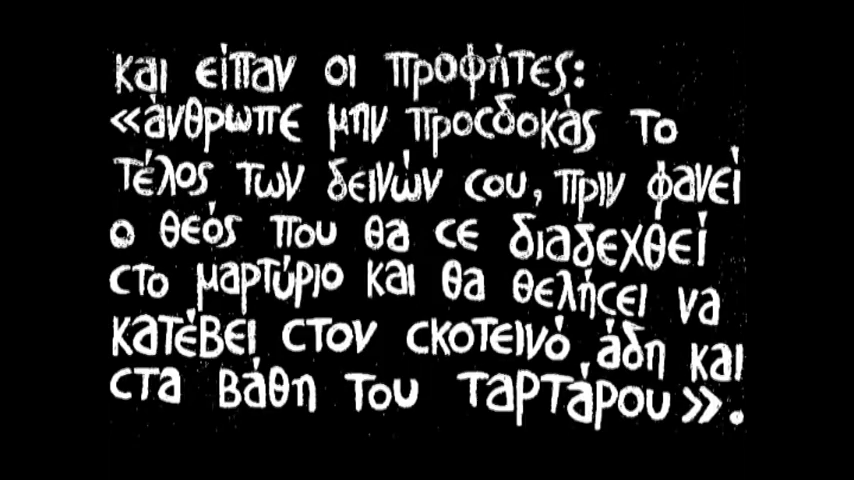 και είπαν οι προφήτες:
«άνθρωπε μην προσδοκάς το
τέλος των δεινών σου, πριν φανεί
ο θεός που θα σε διαδεχθεί
στο μαρτύριο και θα θελήσει να
κατέβει στον σκοτεινό άδη και
στα βάθη του ταρτάρου».